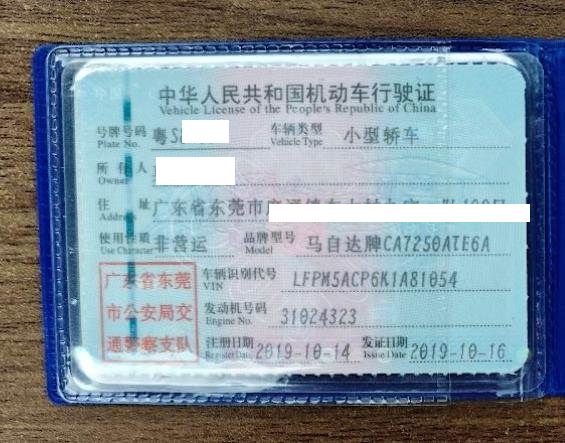 中华人民共和国机动车行驶证
Vehicle License of the People's Republic of China
号牌号码 粤S 车辆类型 小型轿车
Plate No. Vehicle Type
所有人
Owner
住址 广东省东莞市
Address
使用性质 非营运 品牌型号 马自达牌CA7250ATE6A
Use Character Model
广东省东莞
市公安局交
通警察支队
车辆识别代号 LFPM5ACP6K1A81054
VIN
发动机号码 31024323
Engine No.
注册日期 2019-10-14 发证日期 2019-10-16
Register Date Issue Date